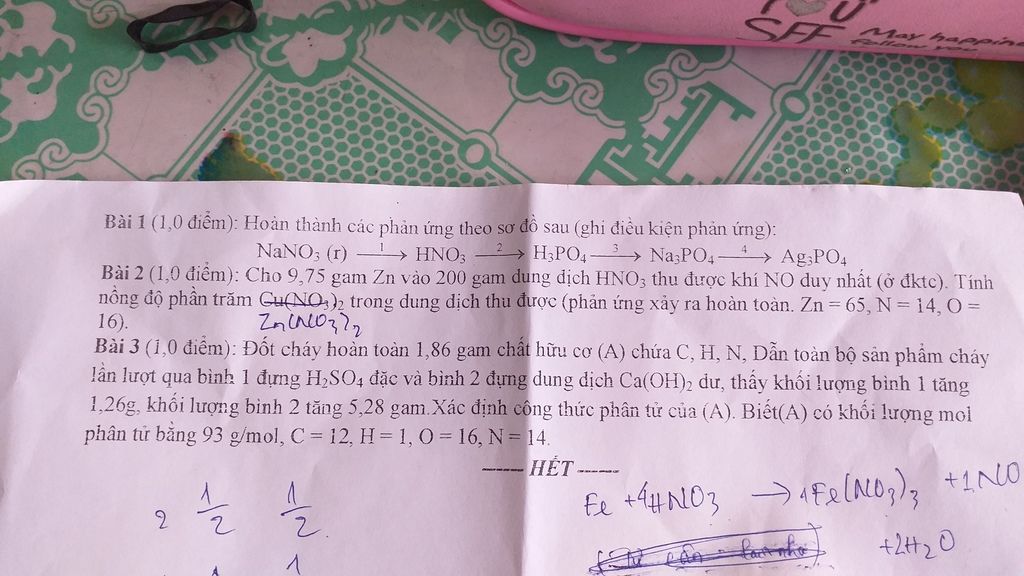 YOU
SFF May happine
follow you
Bài 1 (1,0 điểm): Hoàn thành các phản ứng theo sơ đồ sau (ghi điều kiện phản ứng):
NaNO₃ (r) —1→ HNO₃ —2→ H₃PO₄ —3→ Na₃PO₄ —4→ Ag₃PO₄
Bài 2 (1,0 điểm): Cho 9,75 gam Zn vào 200 gam dung dịch HNO₃ thu được khí NO duy nhất (ở đktc). Tính
nồng độ phần trăm Cu(NO₃)₂ trong dung dịch thu được (phản ứng xảy ra hoàn toàn. Zn = 65, N = 14, O =
16). Zn(NO₃)₂
Bài 3 (1,0 điểm): Đốt cháy hoàn toàn 1,86 gam chất hữu cơ (A) chứa C, H, N, Dẫn toàn bộ sản phẩm cháy
lần lượt qua bình 1 đựng H₂SO₄ đặc và bình 2 đựng dung dịch Ca(OH)₂ dư, thấy khối lượng bình 1 tăng
1,26g, khối lượng bình 2 tăng 5,28 gam.Xác định công thức phân tử của (A). Biết(A) có khối lượng mol
phân tử bằng 93 g/mol, C = 12, H = 1, O = 16, N = 14.
----- HẾT -----
Fe + 4HNO₃ → 1Fe(NO₃)₃ + 1NO
2 1/2 1/2
+2H₂O
1